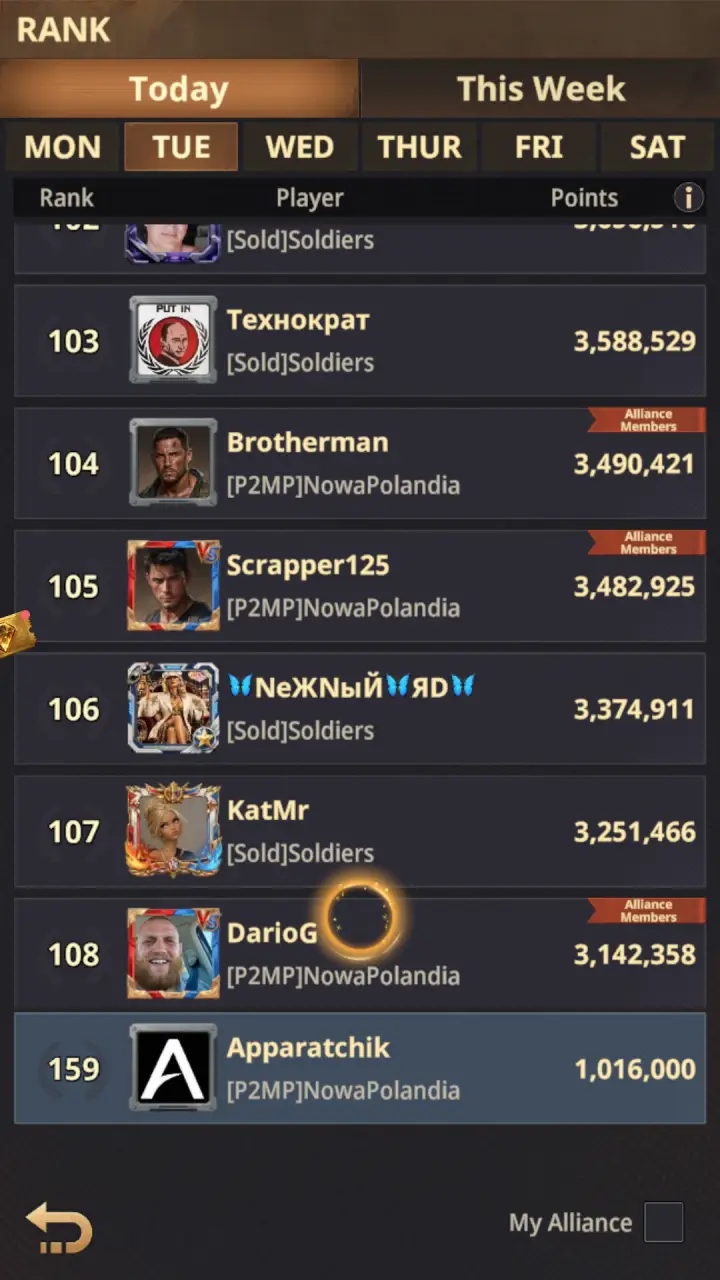 RANK
Today
This Week
MON
TUE
WED
THUR
FRI
SAT
Rank
Player
Points
i
[Sold]Soldiers
103
PUT IN
Технократ
[Sold]Soldiers
3,588,529
Alliance
Members
104
Brotherman
[P2MP]NowaPolandia
3,490,421
Alliance
Members
105
VS
Scrapper125
[P2MP]NowaPolandia
3,482,925
106
NeЖNыЙ ЯD
[Sold]Soldiers
3,374,911
107
KatMr
[Sold]Soldiers
3,251,466
Alliance
Members
108
VS
DarioG
[P2MP]NowaPolandia
3,142,358
159
A
Apparatchik
[P2MP]NowaPolandia
1,016,000
My Alliance